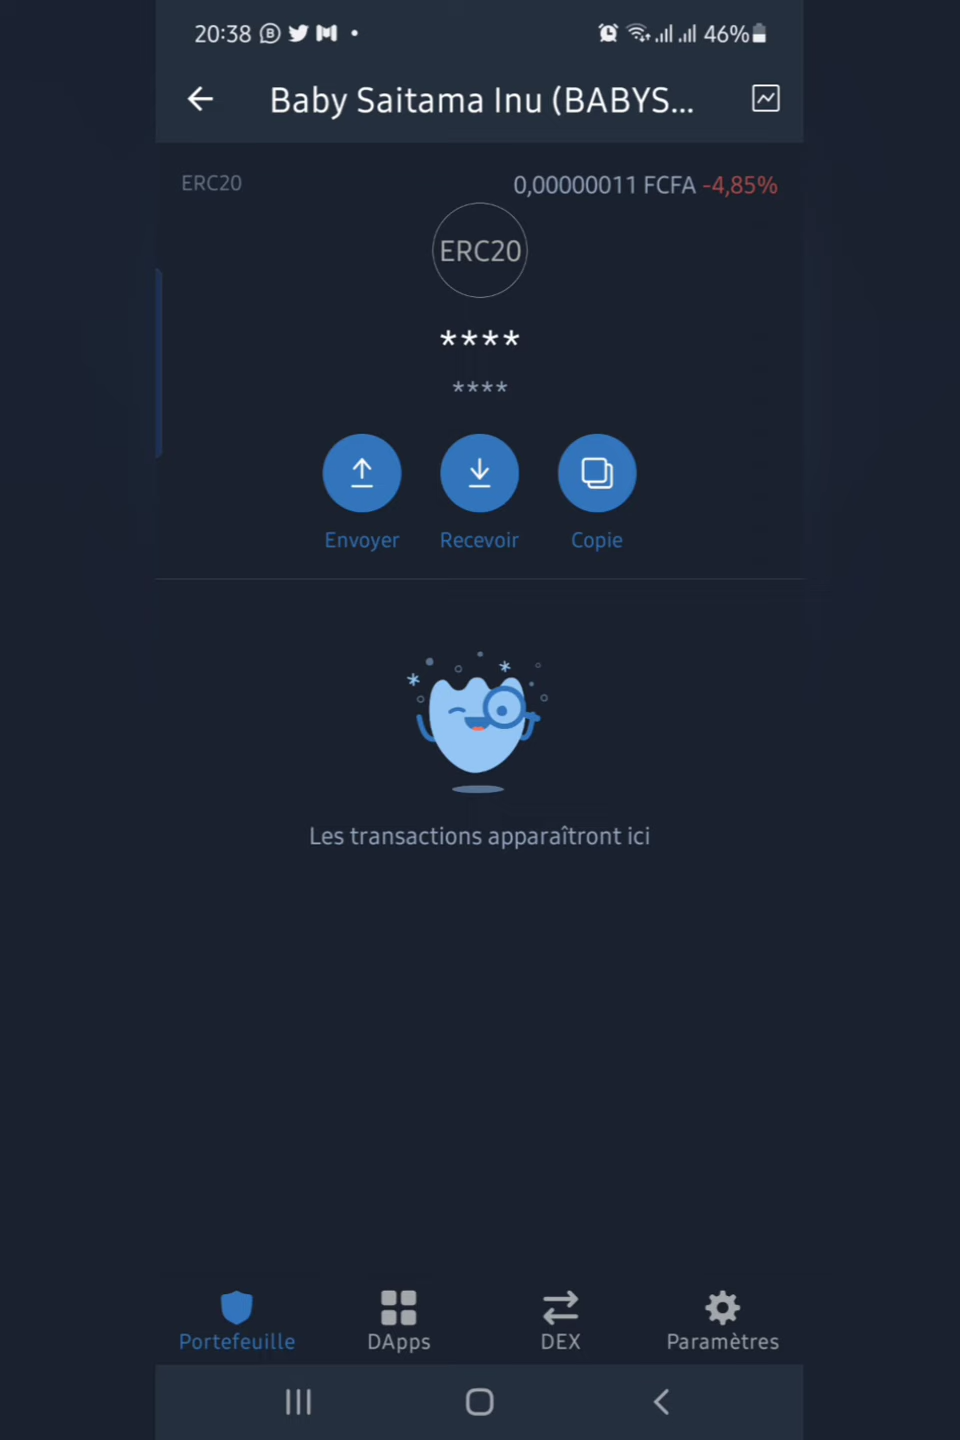 20:38 46%
Baby Saitama Inu (BABYS...
ERC20 0,00000011 FCFA -4,85%
ERC20
****
****
Envoyer Recevoir Copie
Les transactions apparaîtront ici
Portefeuille DApps DEX Paramètres